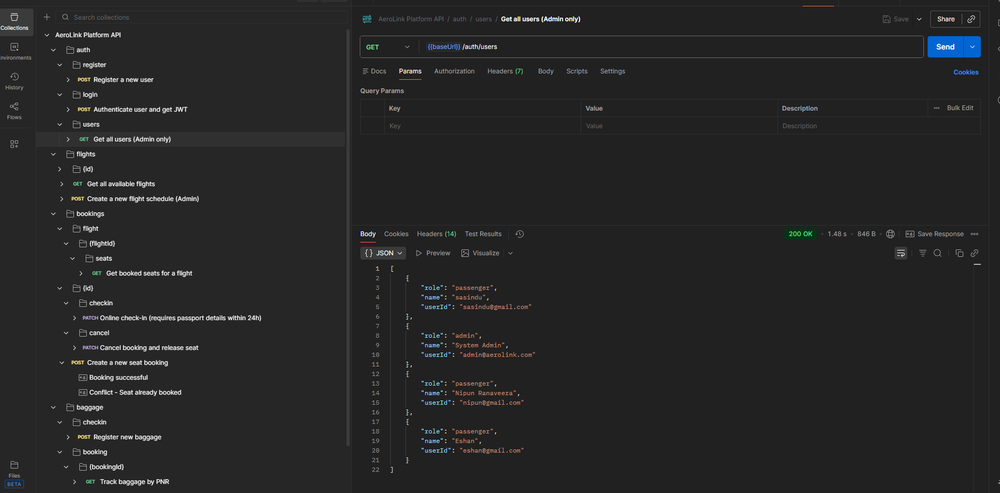 Collections
Environments
History
Flows
Files
BETA
Search collections
AeroLink Platform API
auth
register
POST Register a new user
login
POST Authenticate user and get JWT
users
GET Get all users (Admin only)
flights
{id}
GET Get all available flights
POST Create a new flight schedule (Admin)
bookings
flight
{flightId}
seats
GET Get booked seats for a flight
{id}
checkin
PATCH Online check-in (requires passport details within 24h)
cancel
PATCH Cancel booking and release seat
POST Create a new seat booking
e.g. Booking successful
e.g. Conflict - Seat already booked
baggage
checkin
POST Register new baggage
booking
{bookingId}
GET Track baggage by PNR
HTTP AeroLink Platform API / auth / users / Get all users (Admin only)
Save
Share
GET {{baseUrl}} /auth/users
Send
Docs Params Authorization Headers (7) Body Scripts Settings
Cookies
Query Params
Key Value Description Bulk Edit
Key Value Description
Body Cookies Headers (14) Test Results
200 OK 1.48 s 846 B e.g. Save Response
{} JSON Preview Visualize
1 [
2 {
3 "role": "passenger",
4 "name": "sasindu",
5 "userId": "sasindu@gmail.com"
6 },
7 {
8 "role": "admin",
9 "name": "System Admin",
10 "userId": "admin@aerolink.com"
11 },
12 {
13 "role": "passenger",
14 "name": "Nipun Ranaveera",
15 "userId": "nipun@gmail.com"
16 },
17 {
18 "role": "passenger",
19 "name": "Eshan",
20 "userId": "eshan@gmail.com"
21 }
22 ]